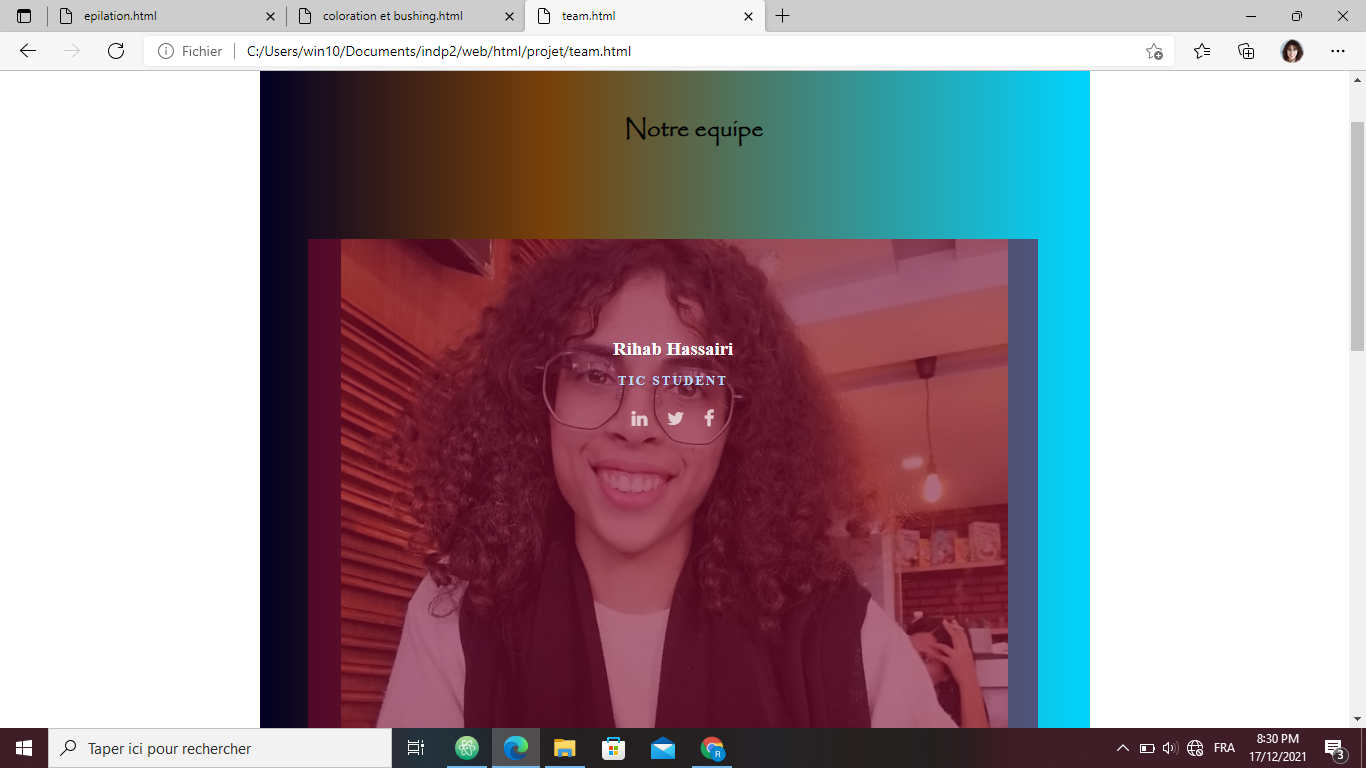 epilation.html
coloration et bushing.html
team.html
Fichier
C:/Users/win10/Documents/indp2/web/html/projet/team.html
Notre equipe
Rihab Hassairi
TIC STUDENT
Taper ici pour rechercher
FRA
8:30 PM
17/12/2021
3
R